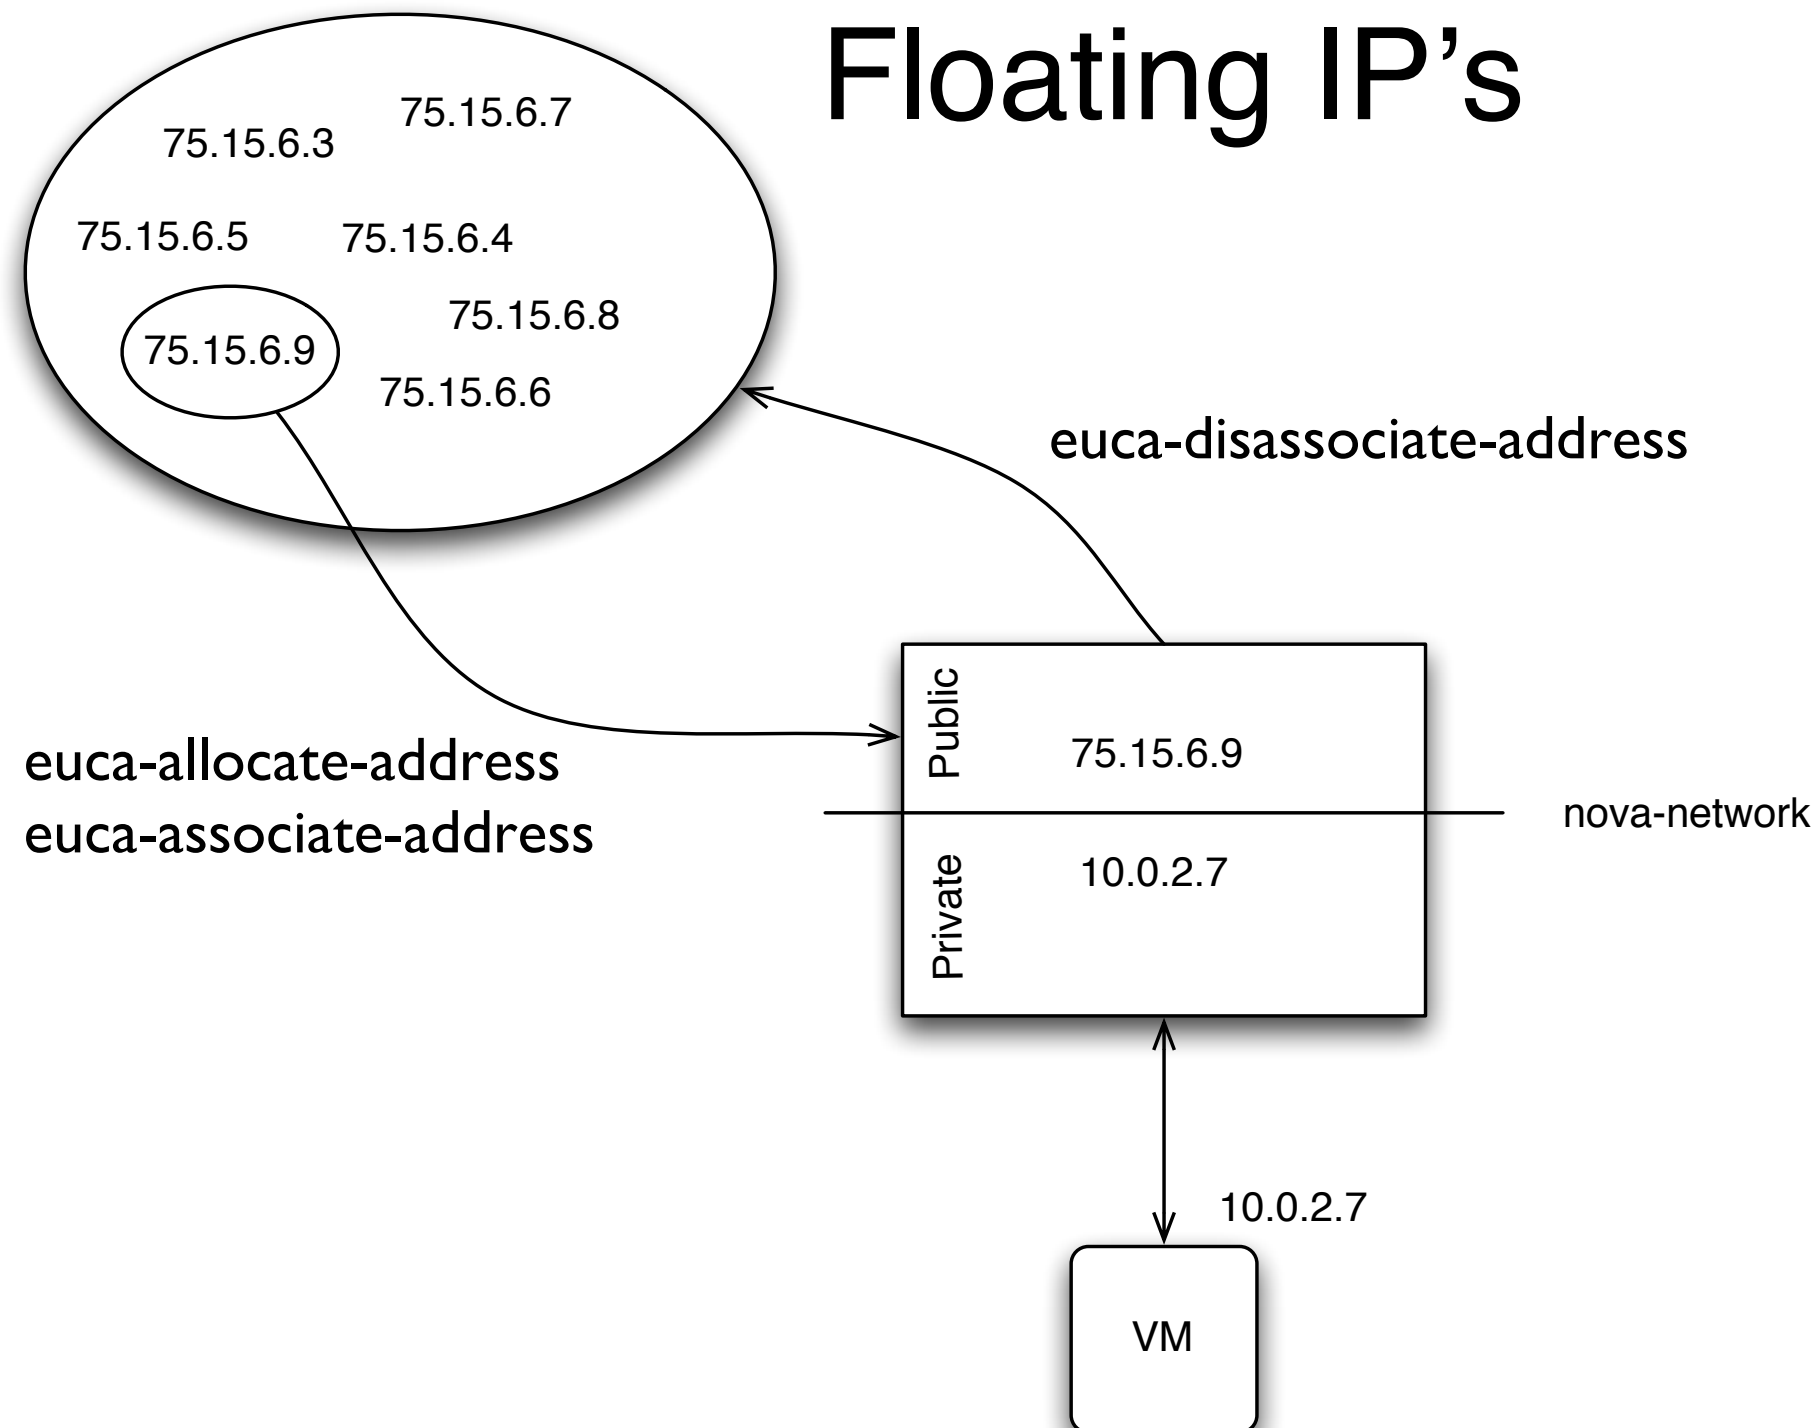 Floating IP’s
75.15.6.7
75.15.6.3
75.15.6.5
75.15.6.4
75.15.6.8
75.15.6.9
75.15.6.6
euca-disassociate-address
euca-allocate-address
euca-associate-address
Public
75.15.6.9
nova-network
Private
10.0.2.7
10.0.2.7
VM